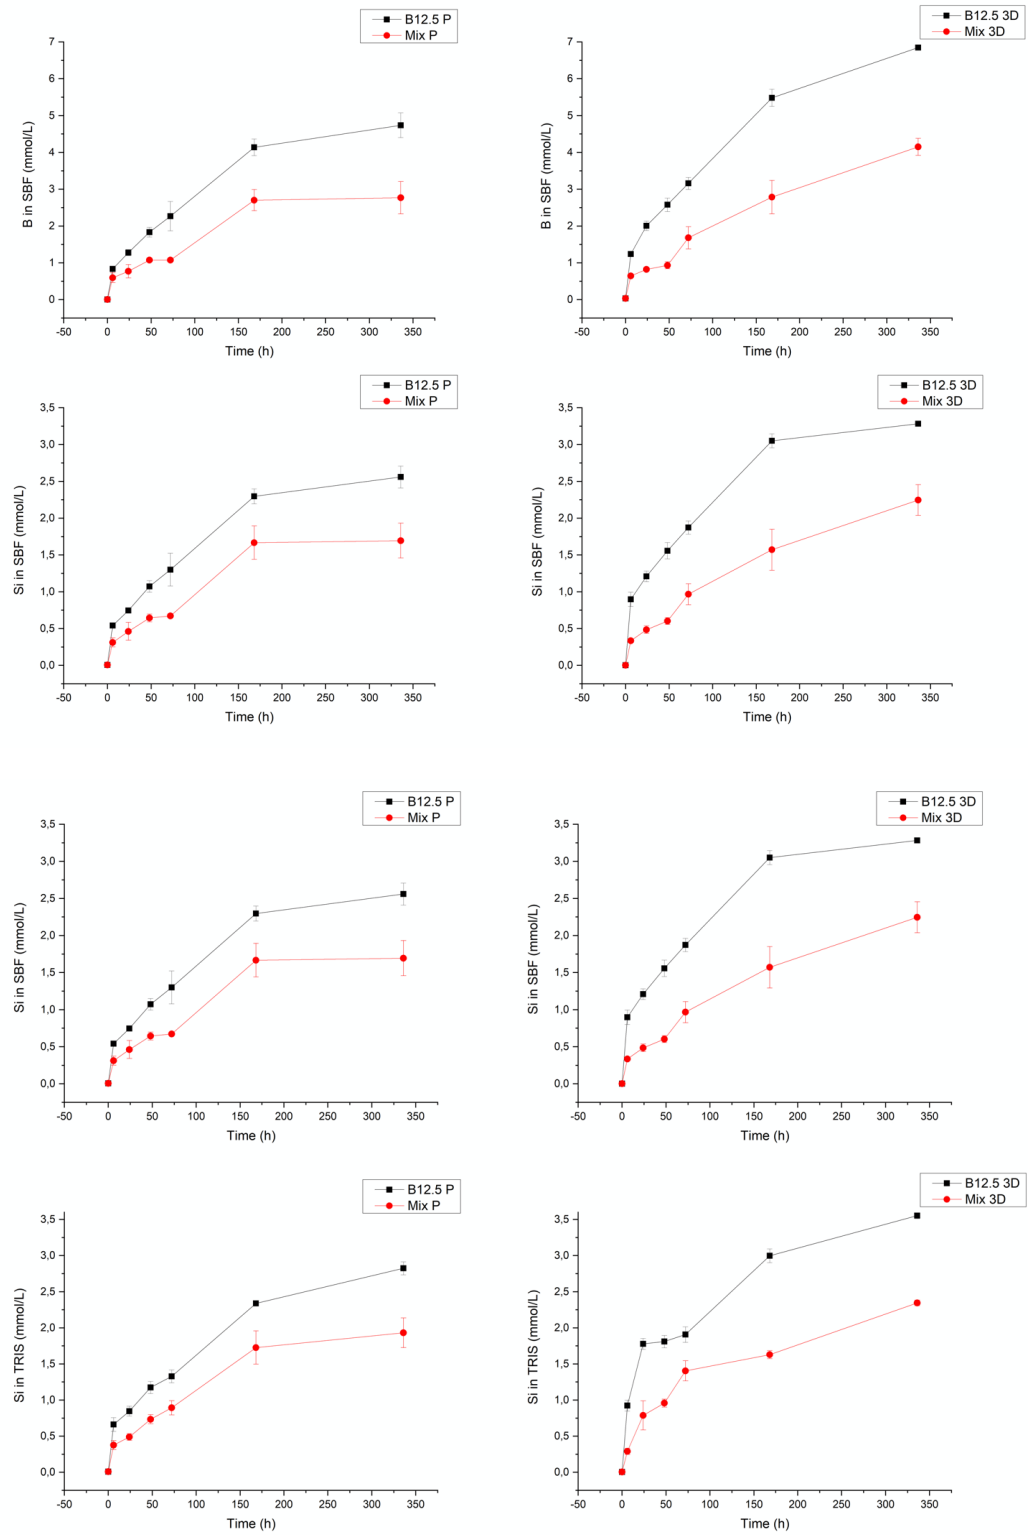 B12.5 P
Mix P
7
6
5
4
3
2
1
0
B in SBF (mmol/L)
-50 0 50 100 150 200 250 300 350
Time (h)
B12.5 3D
Mix 3D
7
6
5
4
3
2
1
0
B in SBF (mmol/L)
-50 0 50 100 150 200 250 300 350
Time (h)
B12.5 P
Mix P
3,5
3,0
2,5
2,0
1,5
1,0
0,5
0,0
Si in SBF (mmol/L)
-50 0 50 100 150 200 250 300 350
Time (h)
B12.5 3D
Mix 3D
3,5
3,0
2,5
2,0
1,5
1,0
0,5
0,0
Si in SBF (mmol/L)
-50 0 50 100 150 200 250 300 350
Time (h)
B12.5 P
Mix P
3,5
3,0
2,5
2,0
1,5
1,0
0,5
0,0
Si in SBF (mmol/L)
-50 0 50 100 150 200 250 300 350
Time (h)
B12.5 3D
Mix 3D
3,5
3,0
2,5
2,0
1,5
1,0
0,5
0,0
Si in SBF (mmol/L)
-50 0 50 100 150 200 250 300 350
Time (h)
B12.5 P
Mix P
3,5
3,0
2,5
2,0
1,5
1,0
0,5
0,0
Si in TRIS (mmol/L)
-50 0 50 100 150 200 250 300 350
Time (h)
B12.5 3D
Mix 3D
3,5
3,0
2,5
2,0
1,5
1,0
0,5
0,0
Si in TRIS (mmol/L)
-50 0 50 100 150 200 250 300 350
Time (h)